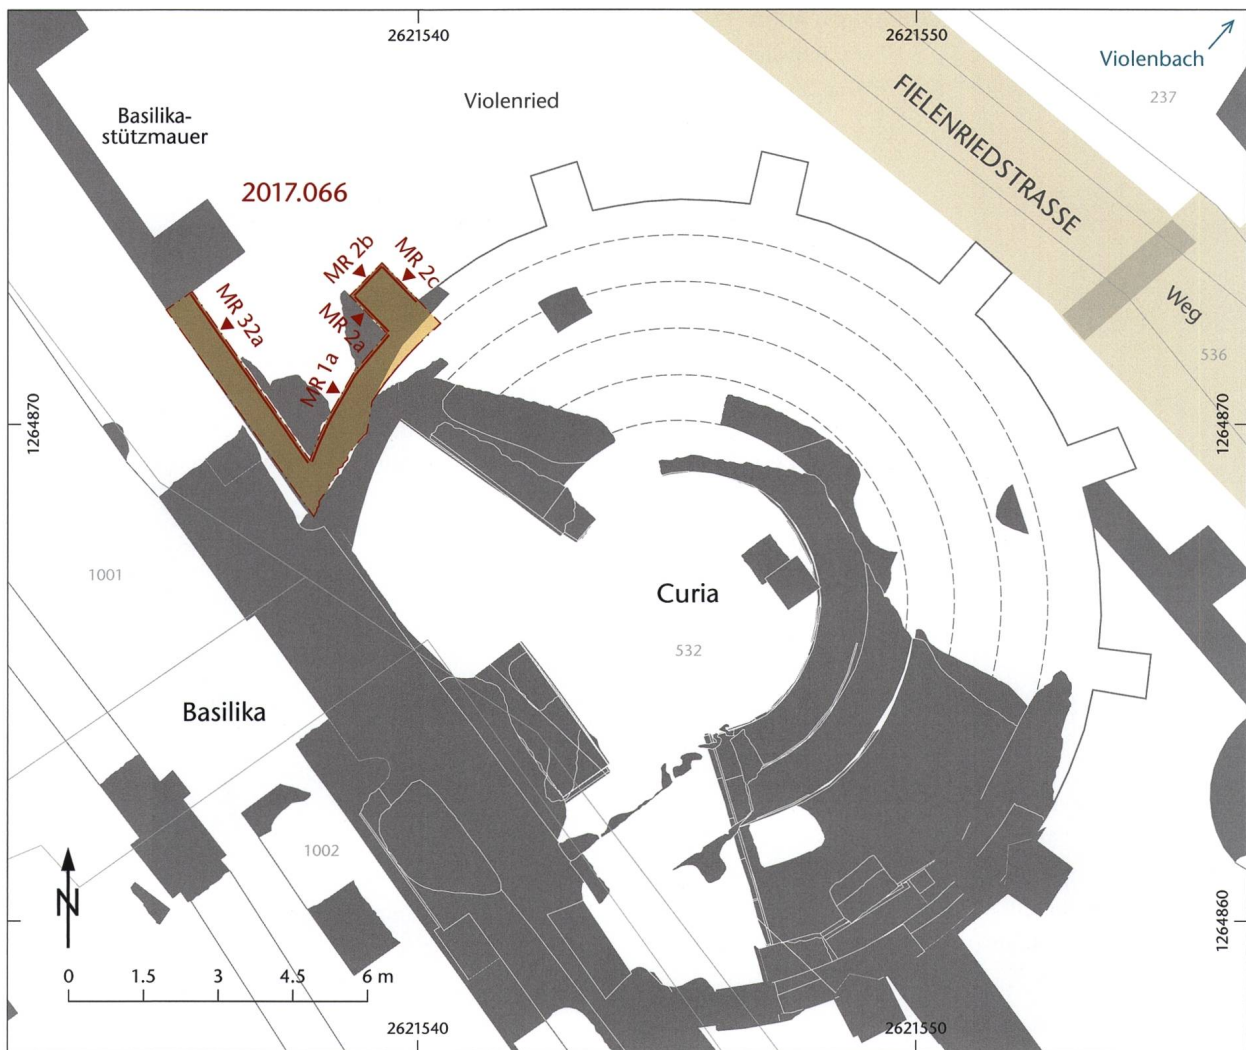 2621540
2621550
Violenbach
237
Basilika-
stützmauer
Violenried
FIELENRIEDSTRASSE
2017.066
MR 2b
MR 2c
MR 32a
MR 2a
MR 1a
Weg
536
1264870
1264870
1001
Curia
532
Basilika
1002
N
0 1.5 3 4.5 6 m
1264860
2621540
2621550